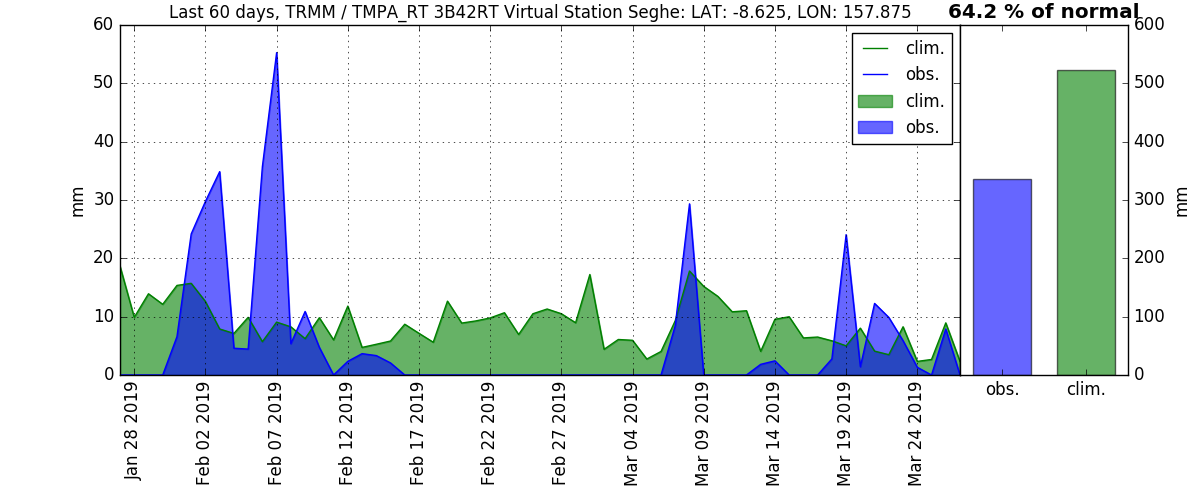 Last 60 days, TRMM / TMPA_RT 3B42RT Virtual Station Seghe: LAT: -8.625, LON: 157.875
64.2 % of normal
60
50
40
30
20
10
0
mm
clim.
obs.
clim.
obs.
600
500
400
300
200
100
0
mm
Jan 28 2019
Feb 02 2019
Feb 07 2019
Feb 12 2019
Feb 17 2019
Feb 22 2019
Feb 27 2019
Mar 04 2019
Mar 09 2019
Mar 14 2019
Mar 19 2019
Mar 24 2019
obs.
clim.